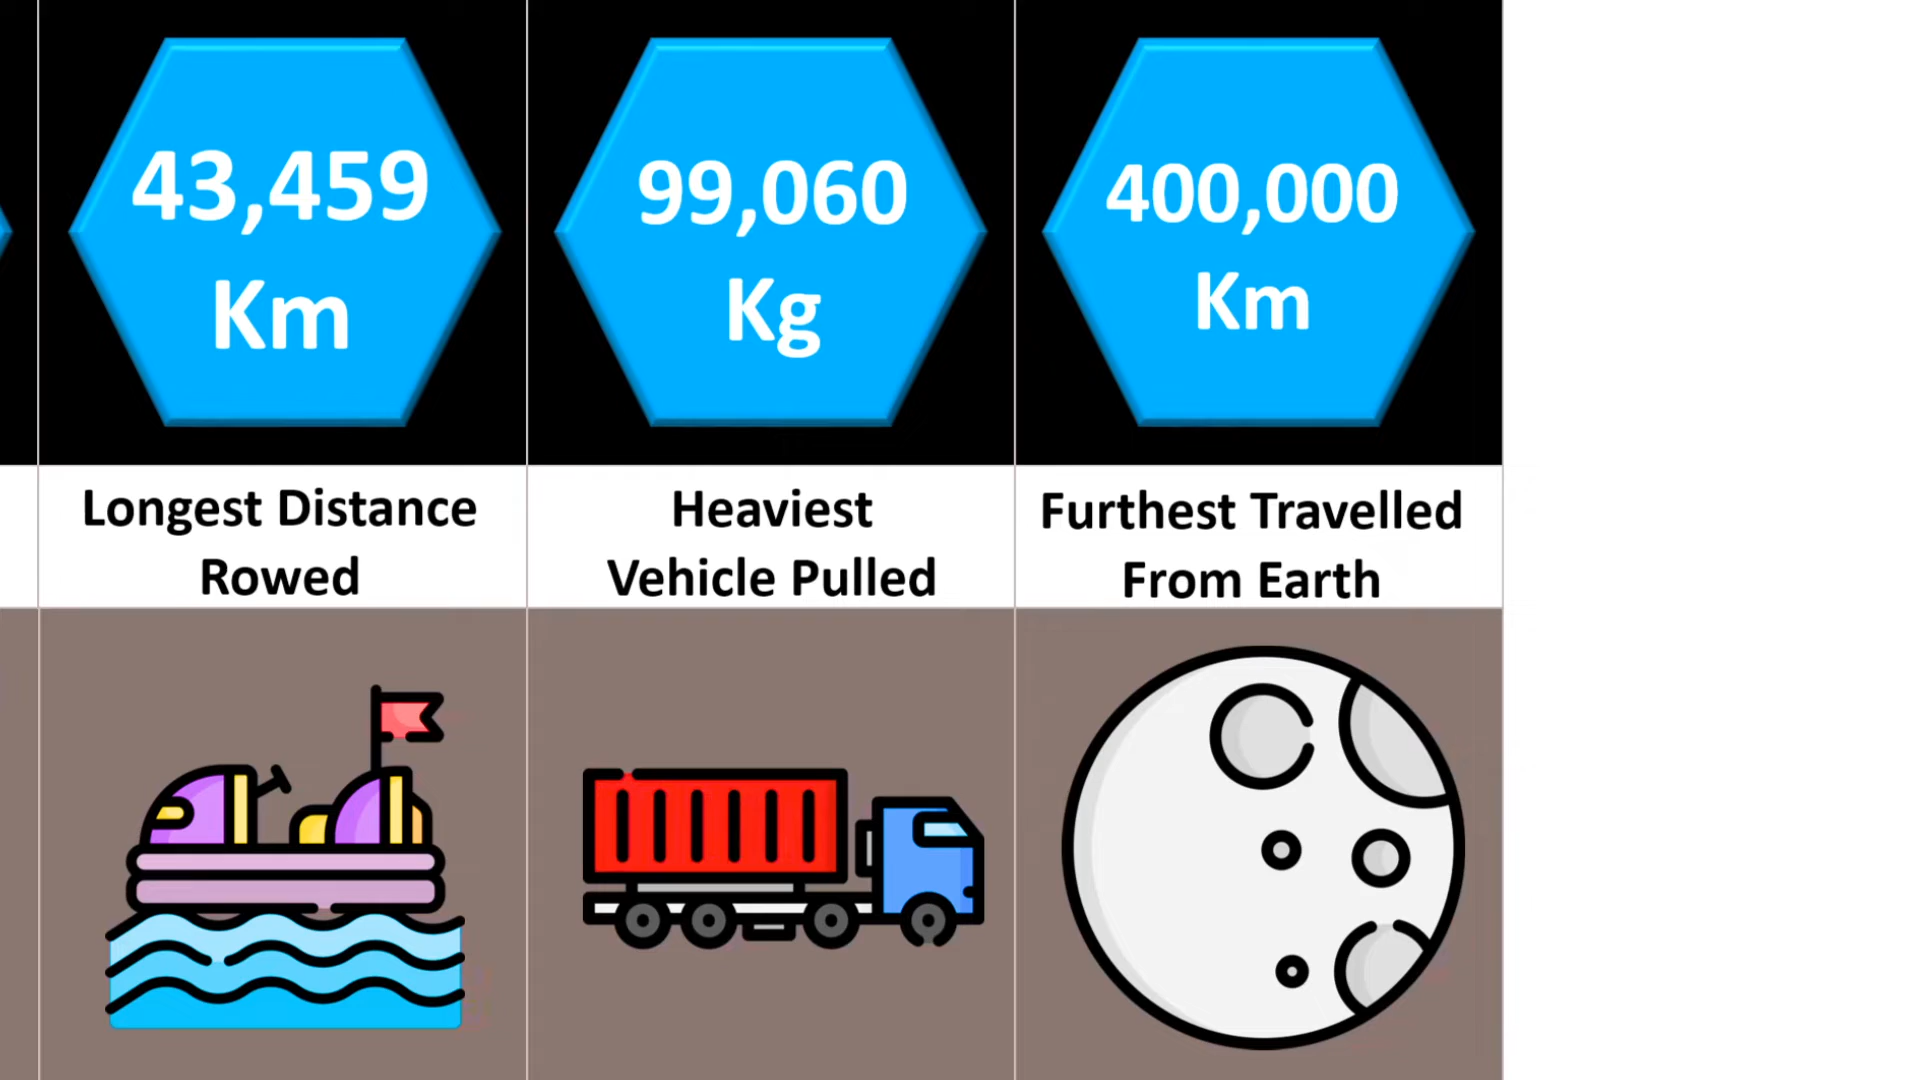 43,459
Km
99,060
Kg
400,000
Km
Longest Distance
Rowed
Heaviest
Vehicle Pulled
Furthest Travelled
From Earth